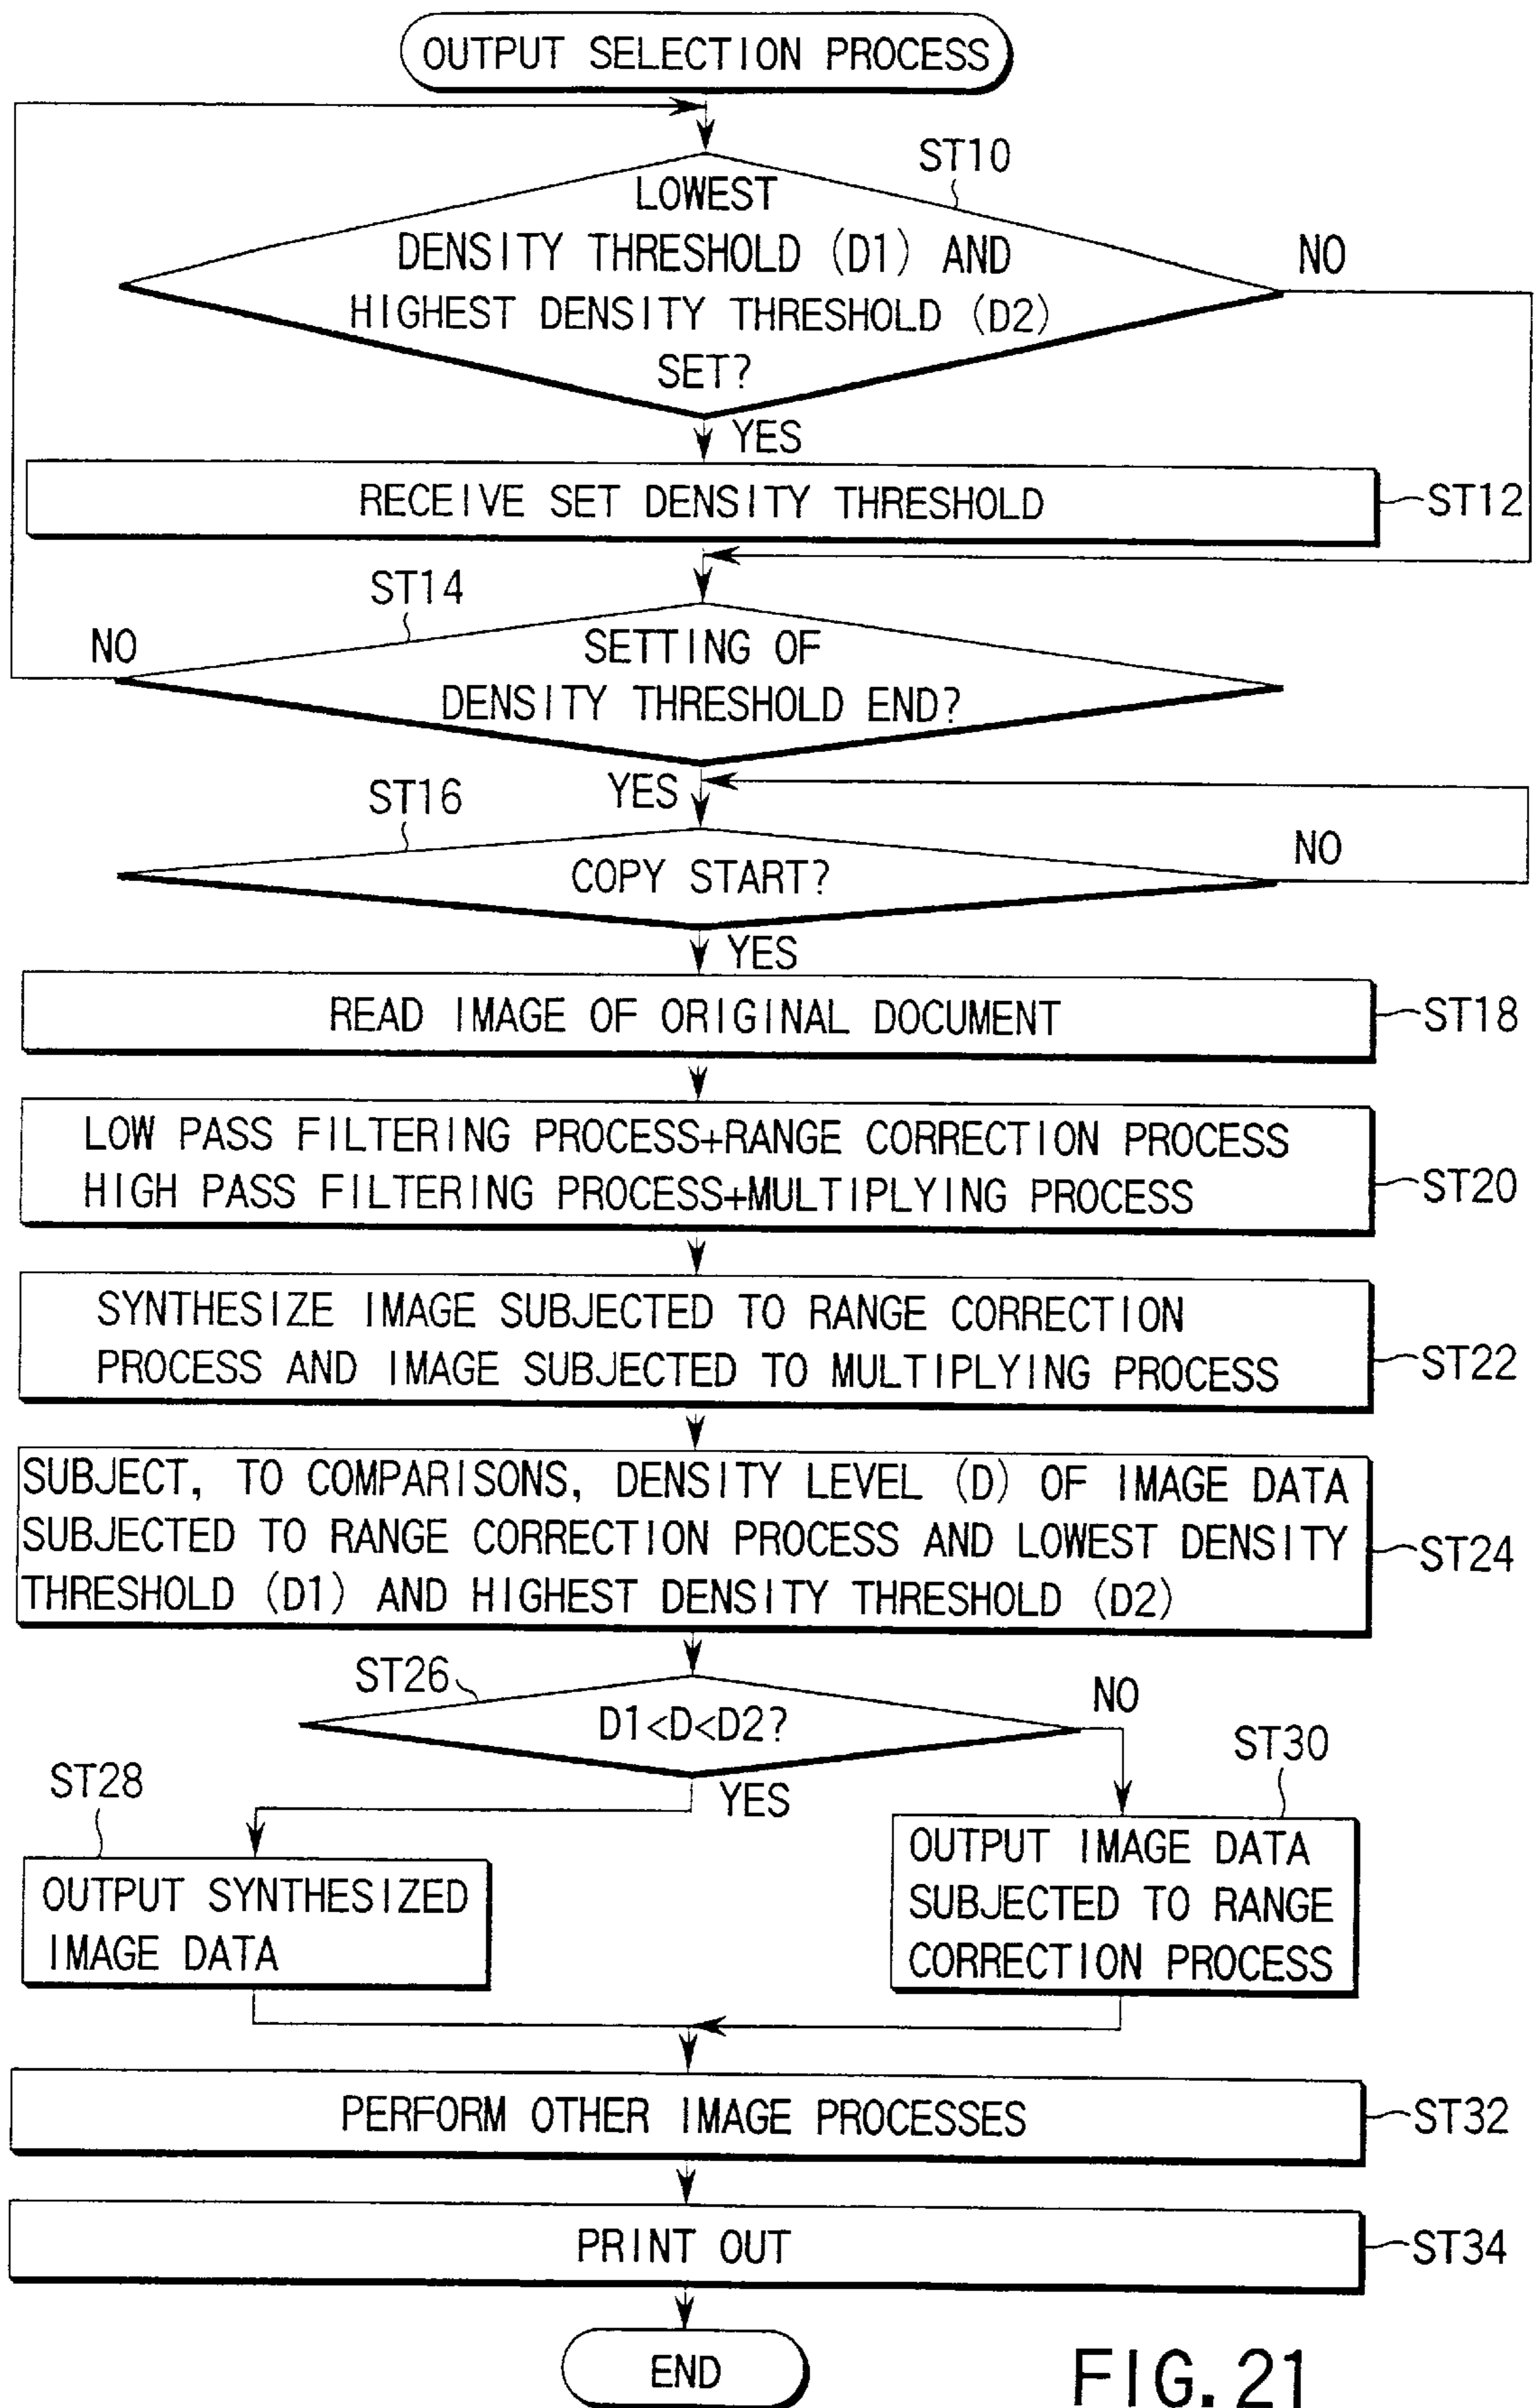 OUTPUT SELECTION PROCESS
ST10
LOWEST
DENSITY THRESHOLD (D1) AND
HIGHEST DENSITY THRESHOLD (D2)
SET?
NO
YES
RECEIVE SET DENSITY THRESHOLD
ST12
ST14
NO
SETTING OF
DENSITY THRESHOLD END?
YES
ST16
COPY START?
NO
YES
READ IMAGE OF ORIGINAL DOCUMENT
ST18
LOW PASS FILTERING PROCESS+RANGE CORRECTION PROCESS
HIGH PASS FILTERING PROCESS+MULTIPLYING PROCESS
ST20
SYNTHESIZE IMAGE SUBJECTED TO RANGE CORRECTION
PROCESS AND IMAGE SUBJECTED TO MULTIPLYING PROCESS
ST22
SUBJECT, TO COMPARISONS, DENSITY LEVEL (D) OF IMAGE DATA
SUBJECTED TO RANGE CORRECTION PROCESS AND LOWEST DENSITY
THRESHOLD (D1) AND HIGHEST DENSITY THRESHOLD (D2)
ST24
ST26
D1<D<D2?
NO
YES
ST28
OUTPUT SYNTHESIZED
IMAGE DATA
ST30
OUTPUT IMAGE DATA
SUBJECTED TO RANGE
CORRECTION PROCESS
PERFORM OTHER IMAGE PROCESSES
ST32
PRINT OUT
ST34
END
FIG. 21